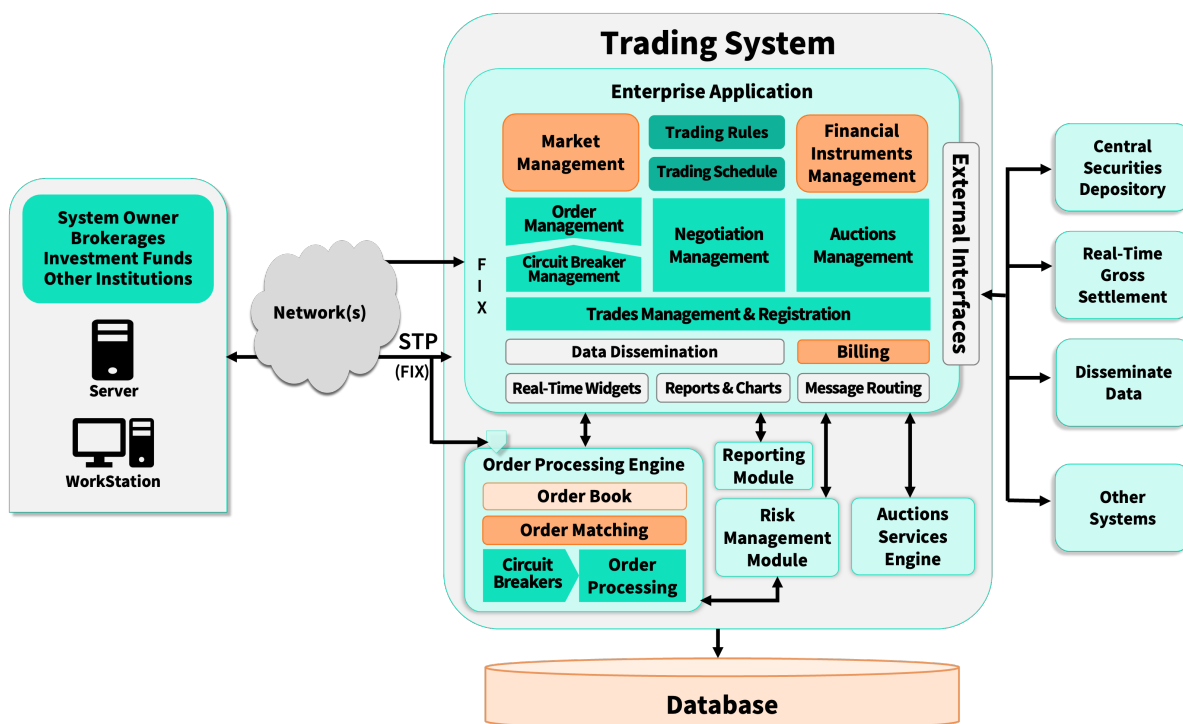 Trading System
Enterprise Application
Market
Management
Trading Rules
Trading Schedule
Financial
Instruments
Management
Order
Management
Circuit Breaker
Management
Negotiation
Management
Auctions
Management
F
I
X
Trades Management & Registration
Data Dissemination
Billing
Real-Time Widgets
Reports & Charts
Message Routing
External Interfaces
System Owner
Brokerages
Investment Funds
Other Institutions
Server
WorkStation
Network(s)
STP
(FIX)
Central
Securities
Depository
Real-Time
Gross
Settlement
Disseminate
Data
Other
Systems
Order Processing Engine
Order Book
Order Matching
Circuit
Breakers
Order
Processing
Reporting
Module
Risk
Management
Module
Auctions
Services
Engine
Database